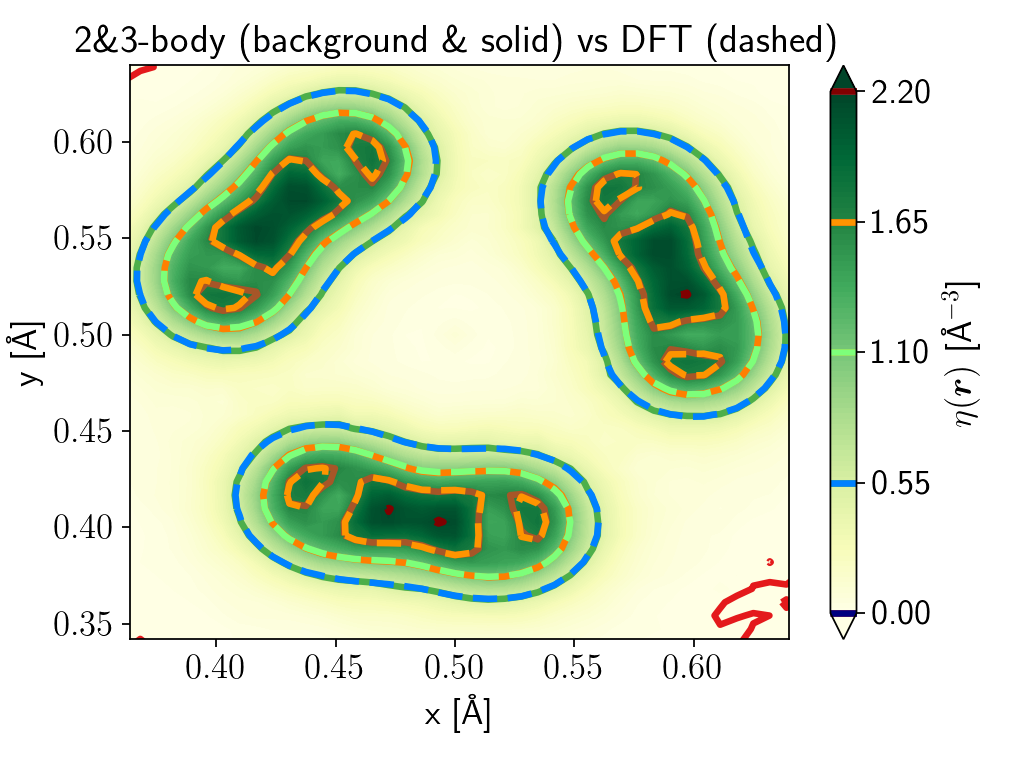 2&3-body (background & solid) vs DFT (dashed)
0.60
0.55
0.50
0.45
0.40
0.35
y [Å]
0.40 0.45 0.50 0.55 0.60
x [Å]
2.20
1.65
1.10
0.55
0.00
η(r) [Å⁻³]